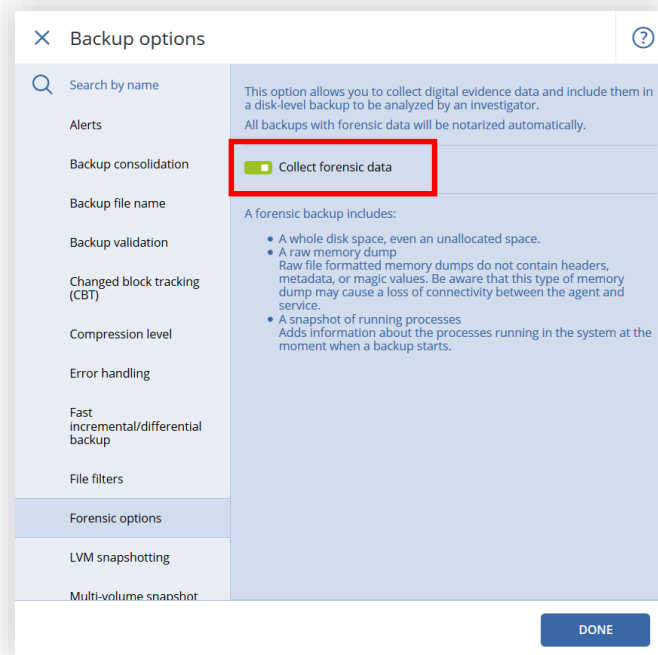 Backup options
?
Search by name
Alerts
Backup consolidation
Backup file name
Backup validation
Changed block tracking
(CBT)
Compression level
Error handling
Fast
incremental/differential
backup
File filters
Forensic options
LVM snapshotting
Multi-volume snapshot
This option allows you to collect digital evidence data and include them in
a disk-level backup to be analyzed by an investigator.
All backups with forensic data will be notarized automatically.
Collect forensic data
A forensic backup includes:
• A whole disk space, even an unallocated space.
• A raw memory dump
Raw file formatted memory dumps do not contain headers,
metadata, or magic values. Be aware that this type of memory
dump may cause a loss of connectivity between the agent and
service.
• A snapshot of running processes
Adds information about the processes running in the system at the
moment when a backup starts.
DONE